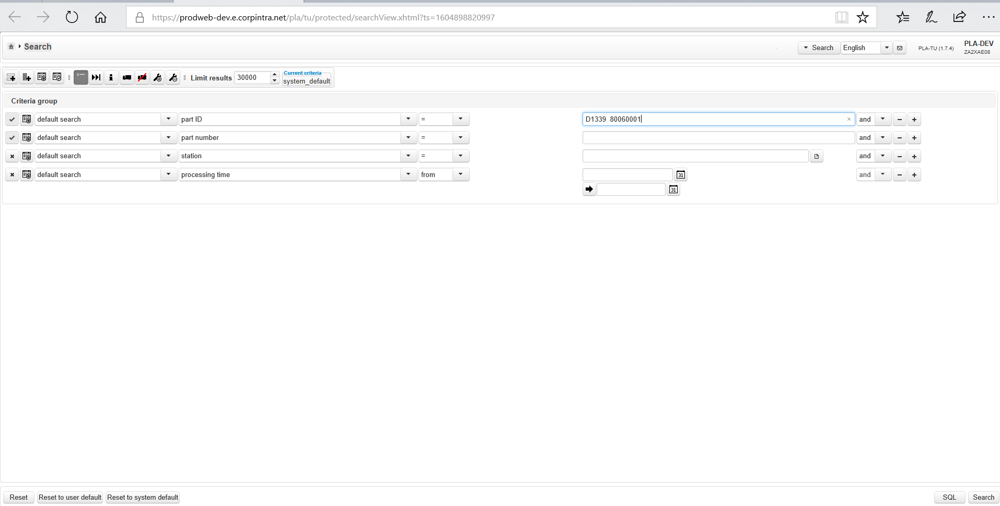 https://prodweb-dev.e.corpintra.net/pla/tu/protected/searchView.xhtml?ts=1604898820997
Search
Search
English
PLA-TU (1.7.4)
PLA-DEV
ZA2XAE08
Limit results
30000
Current criteria
system_default
Criteria group
default search part ID = D1339  80060001 × and
default search part number = and
default search station = and
default search processing time from 31 and
31
Reset
Reset to user default
Reset to system default
SQL
Search